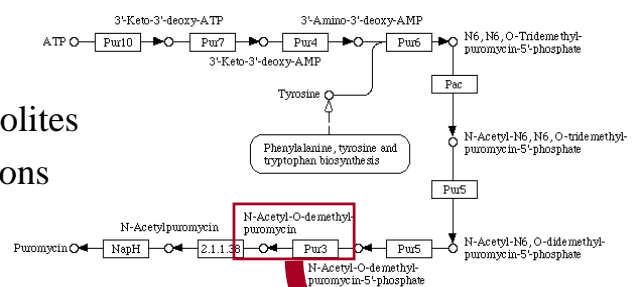 3'-Keto-3'-deoxy-ATP
3'-Amino-3'-deoxy-AMP
ATP
Pur10
Pur7
Pur4
Pur6
N6, N6, O-Tridemethyl-
puromycin-5'-phosphate
3'-Keto-3'-deoxy-AMP
Pac
Tyrosine
olites
Phenylalanine, tyrosine and
tryptophan biosynthesis
N-Acetyl-N6, N6, O-tridemethyl-
puromycin-5'-phosphate
ons
Pur5
N-Acetylpuromycin
N-Acetyl-O-demethyl-
puromycin
Puromycin
NapH
2.1.1.38
Pur3
Pur5
N-Acetyl-N6, O-didemethyl-
puromycin-5'-phosphate
N-Acetyl-O-demethyl-
puromycin-5'-phosphate